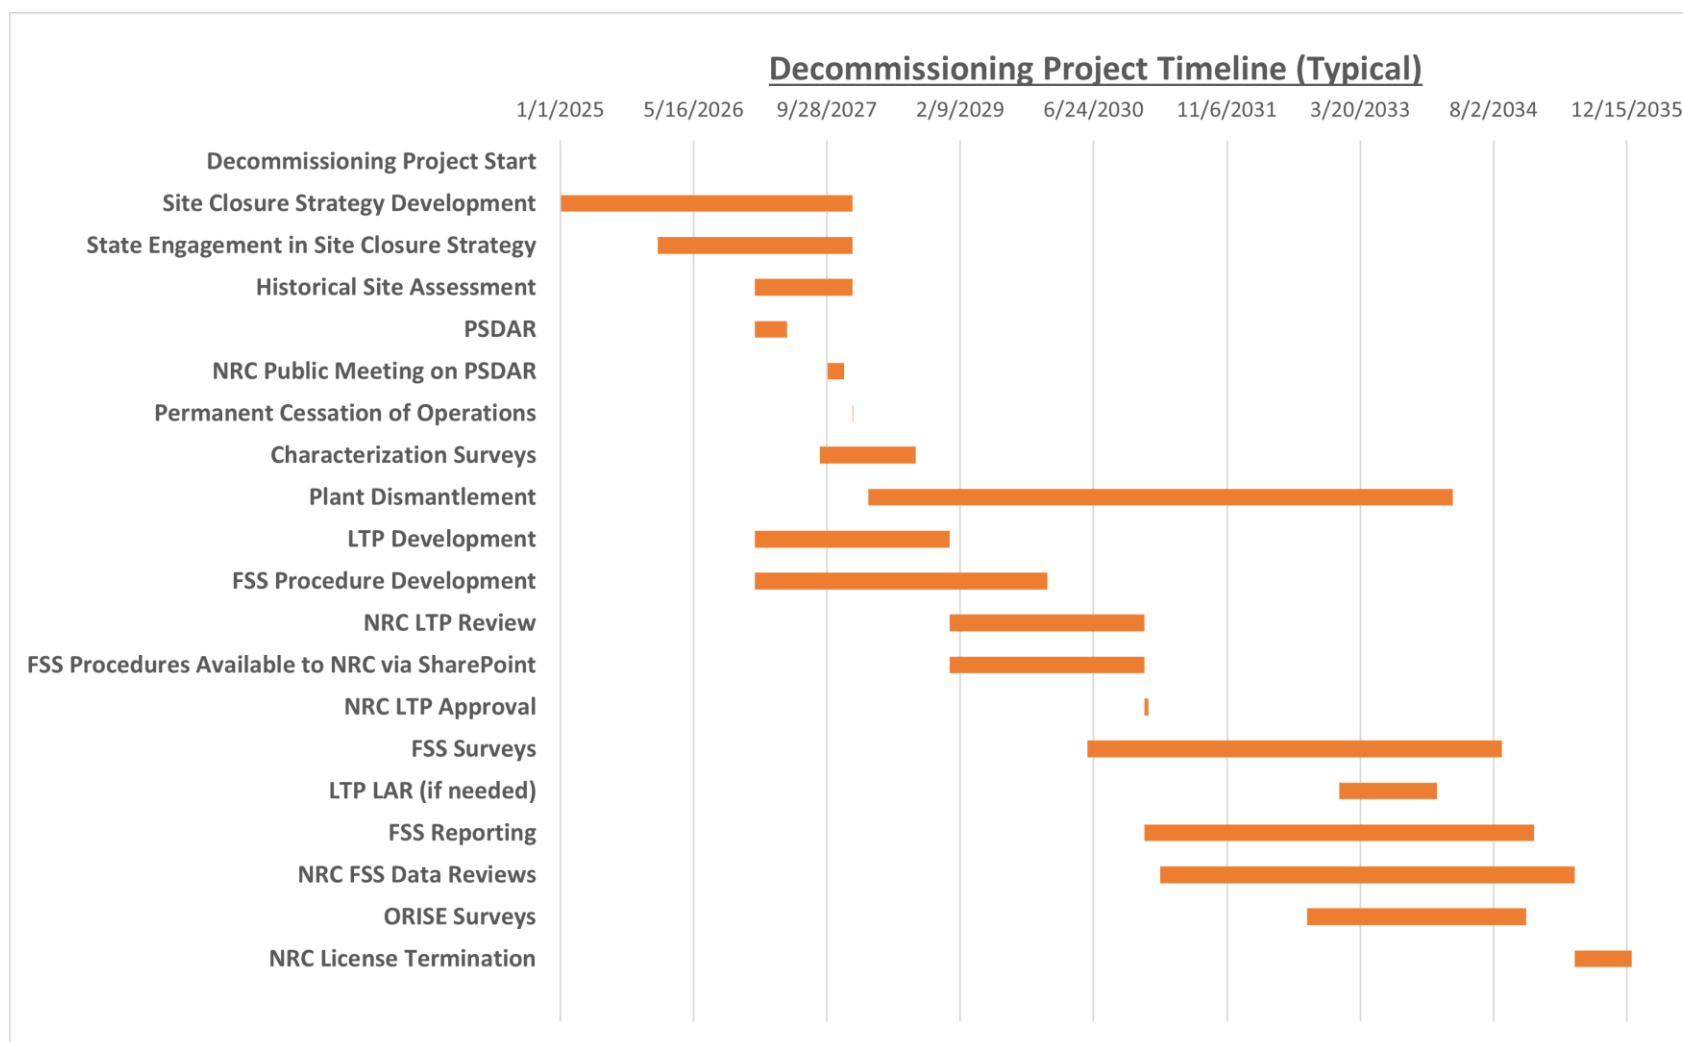 Decommissioning Project Timeline (Typical)
1/1/2025 5/16/2026 9/28/2027 2/9/2029 6/24/2030 11/6/2031 3/20/2033 8/2/2034 12/15/2035
Decommissioning Project Start
Site Closure Strategy Development
State Engagement in Site Closure Strategy
Historical Site Assessment
PSDAR
NRC Public Meeting on PSDAR
Permanent Cessation of Operations
Characterization Surveys
Plant Dismantlement
LTP Development
FSS Procedure Development
NRC LTP Review
FSS Procedures Available to NRC via SharePoint
NRC LTP Approval
FSS Surveys
LTP LAR (if needed)
FSS Reporting
NRC FSS Data Reviews
ORISE Surveys
NRC License Termination